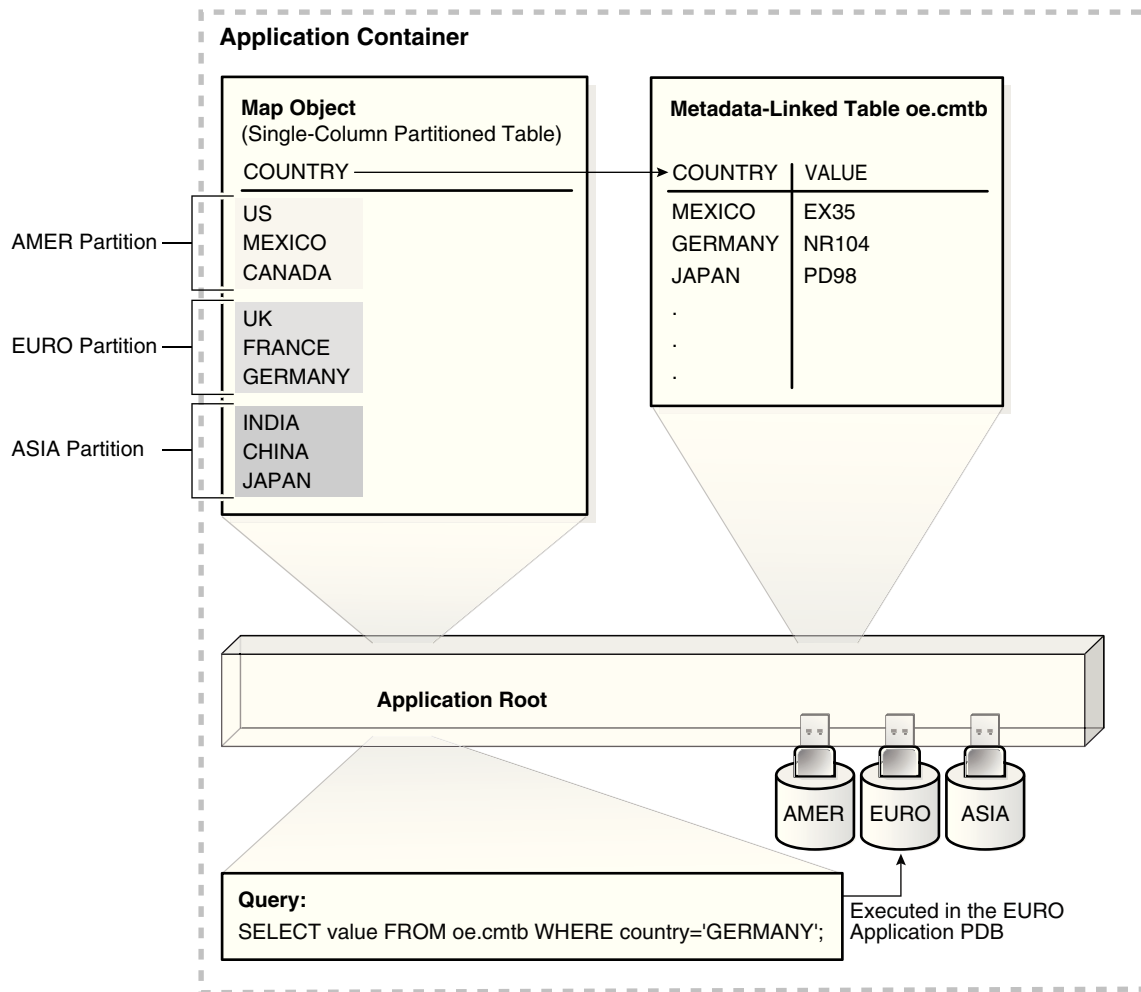 Application Container
Map Object
(Single-Column Partitioned Table)
COUNTRY
US
MEXICO
CANADA
UK
FRANCE
GERMANY
INDIA
CHINA
JAPAN
AMER Partition
EURO Partition
ASIA Partition
Metadata-Linked Table oe.cmtb
COUNTRY VALUE
MEXICO EX35
GERMANY NR104
JAPAN PD98
.
.
.
Application Root
AMER
EURO
ASIA
Query:
SELECT value FROM oe.cmtb WHERE country='GERMANY';
Executed in the EURO
Application PDB